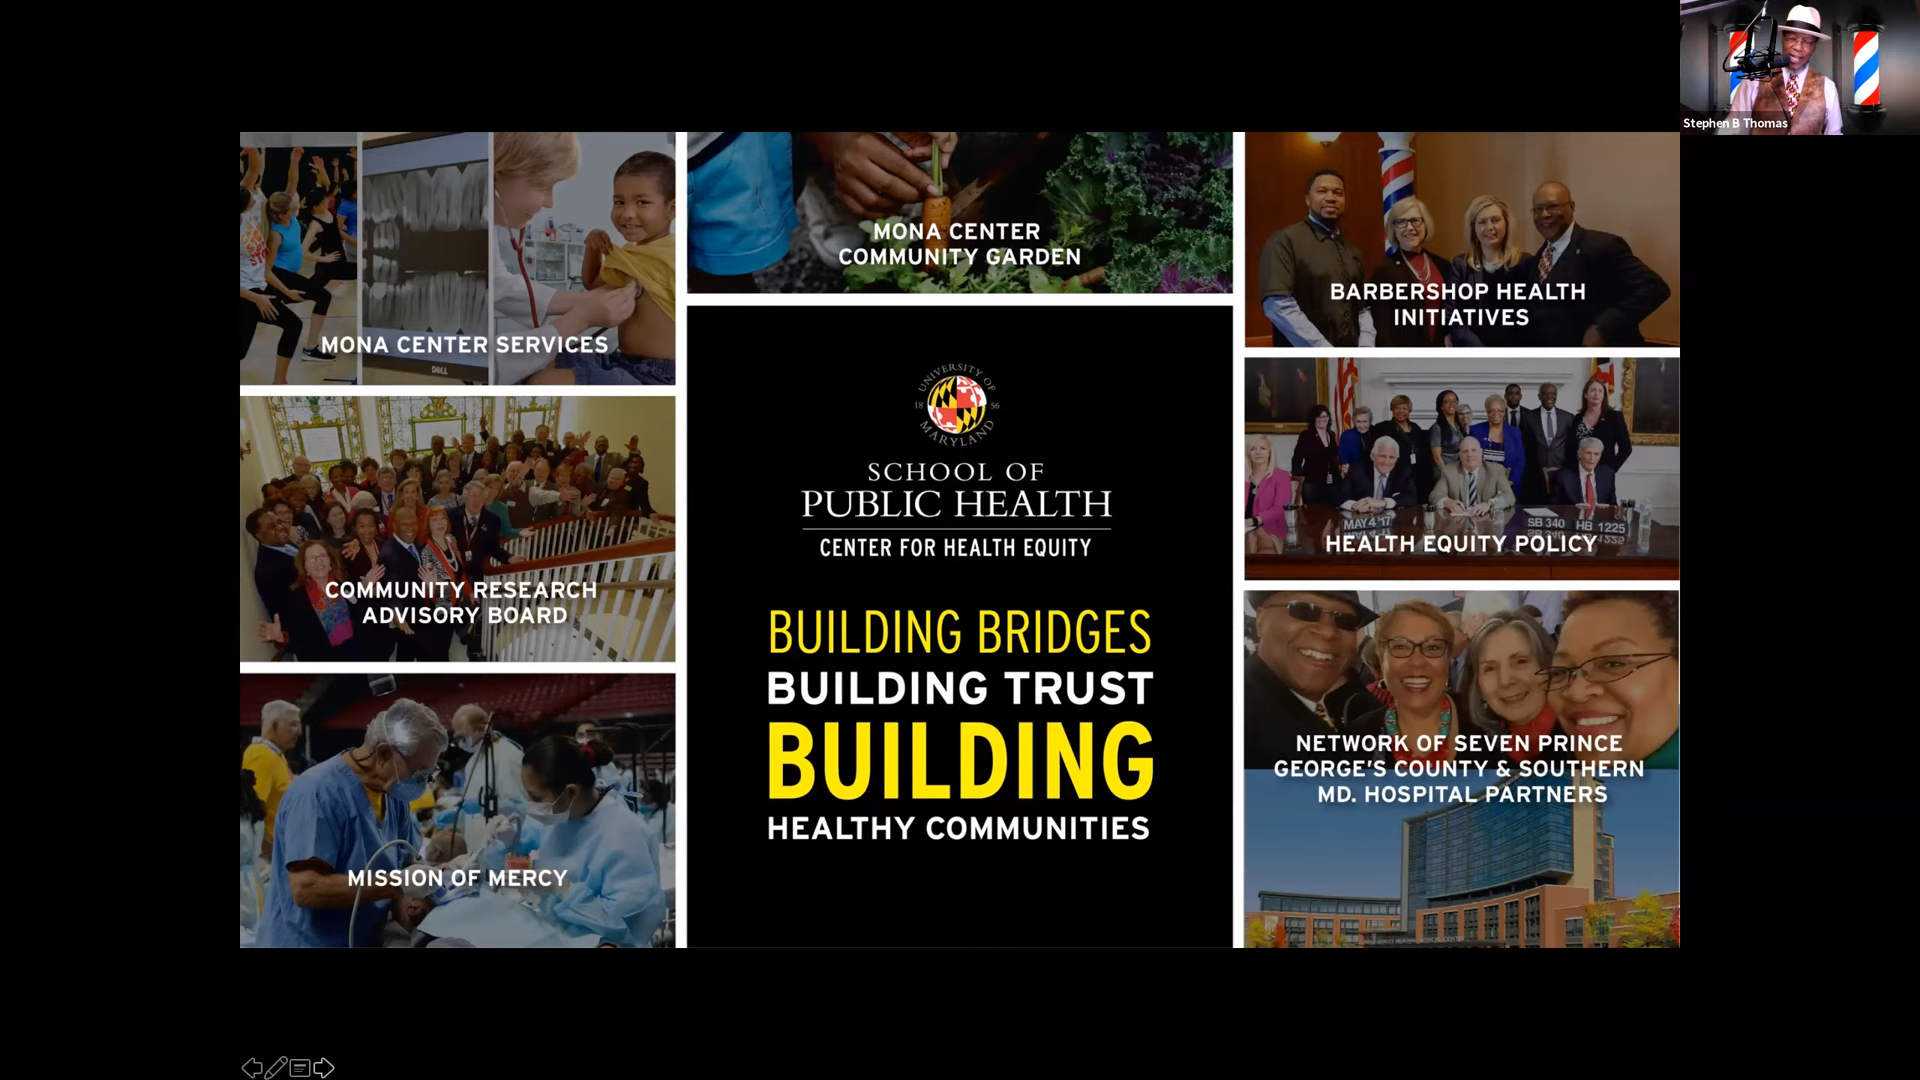 Stephen B Thomas
MONA CENTER SERVICES
DELL
COMMUNITY RESEARCH
ADVISORY BOARD
MISSION OF MERCY
MONA CENTER
COMMUNITY GARDEN
UNIVERSITY OF
18 56
MARYLAND
SCHOOL OF
PUBLIC HEALTH
CENTER FOR HEALTH EQUITY
BUILDING BRIDGES
BUILDING TRUST
BUILDING
HEALTHY COMMUNITIES
BARBERSHOP HEALTH
INITIATIVES
MAY 4 '17
SB 340 HB 1225
HEALTH EQUITY POLICY
NETWORK OF SEVEN PRINCE
GEORGE'S COUNTY & SOUTHERN
MD. HOSPITAL PARTNERS